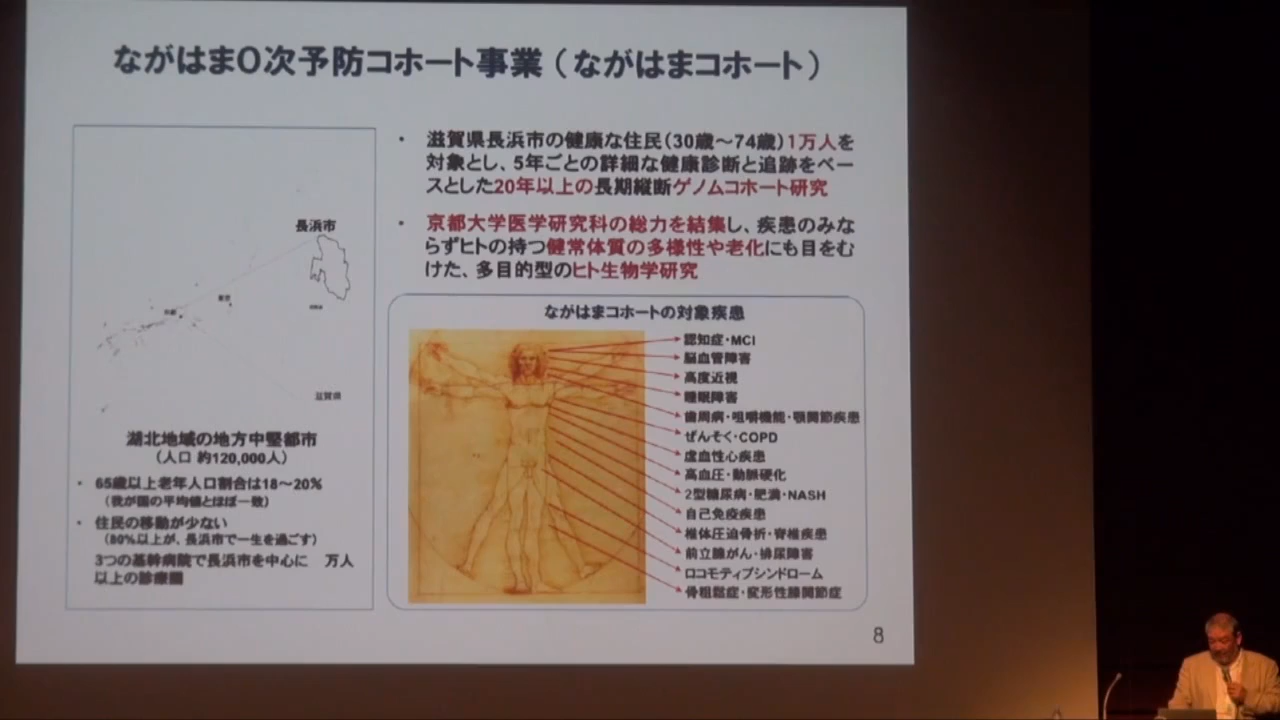 ながはま0次予防コホート事業（ながはまコホート）
・ 滋賀県長浜市の健康な住民（30歳～74歳）1万人を
対象とし、5年ごとの詳細な健康診断と追跡をベー
スとした20年以上の長期縦断ゲノムコホート研究
・ 京都大学医学研究科の総力を結集し、疾患のみな
らずヒトの持つ健常体質の多様性や老化にも目をむ
けた、多目的型のヒト生物学研究
長浜市
東京
京都
滋賀県
湖北地域の地方中堅都市
（人口 約120,000人）
・ 65歳以上老年人口割合は18～20%
（我が国の平均値とほぼ一致）
・ 住民の移動が少ない
（80%以上が、長浜市で一生を過ごす）
3つの基幹病院で長浜市を中心に 万人
以上の診療圏
ながはまコホートの対象疾患
認知症・MCI
脳血管障害
高度近視
睡眠障害
歯周病・咀嚼機能・顎関節疾患
ぜんそく・COPD
虚血性心疾患
高血圧・動脈硬化
2型糖尿病・肥満・NASH
自己免疫疾患
椎体圧迫骨折・脊椎疾患
前立腺がん・排尿障害
ロコモティブシンドローム
骨粗鬆症・変形性膝関節症
8